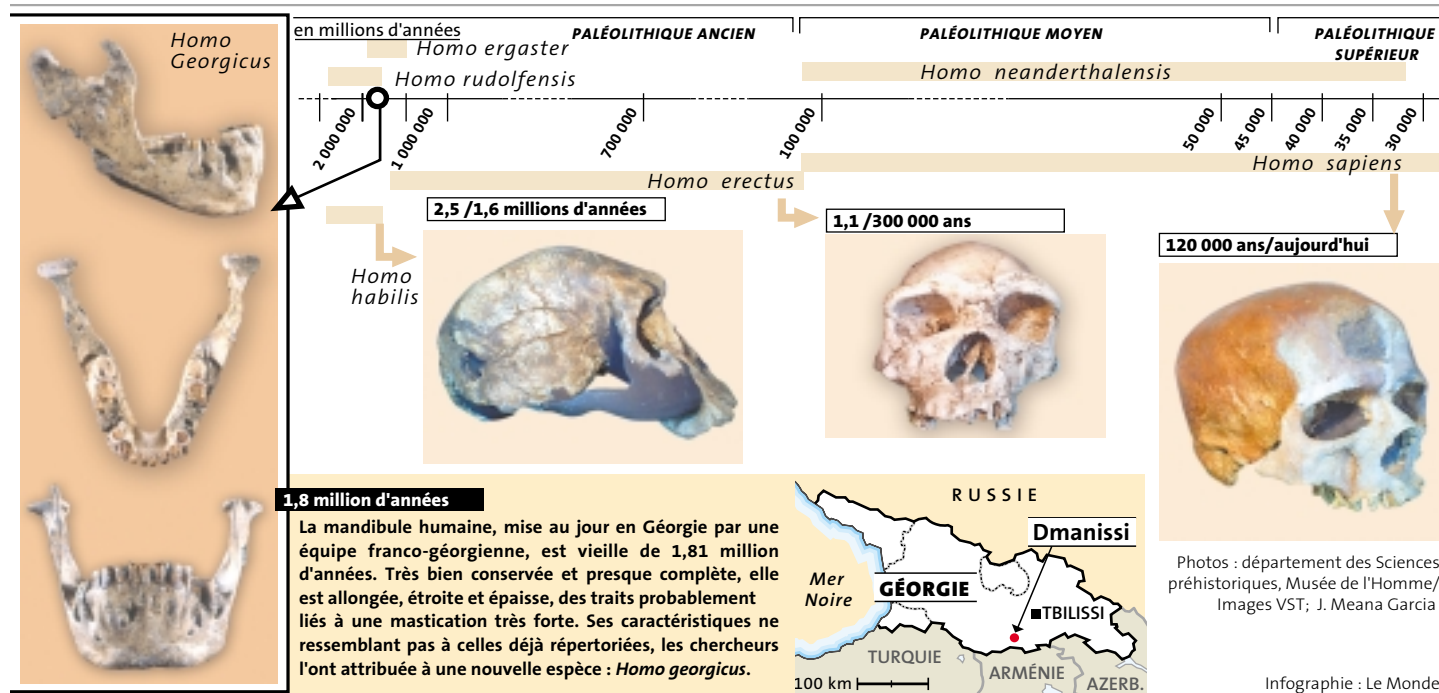 Homo
Georgicus
en millions d'années
PALÉOLITHIQUE ANCIEN
PALÉOLITHIQUE MOYEN
PALÉOLITHIQUE
SUPÉRIEUR
Homo ergaster
Homo rudolfensis
Homo neanderthalensis
2 000 000
1 000 000
700 000
100 000
50 000
45 000
40 000
35 000
30 000
Homo erectus
Homo sapiens
Homo
habilis
2,5 /1,6 millions d'années
1,1 /300 000 ans
120 000 ans/aujourd'hui
1,8 million d'années
La mandibule humaine, mise au jour en Géorgie par une
équipe franco-géorgienne, est vieille de 1,81 million
d'années. Très bien conservée et presque complète, elle
est allongée, étroite et épaisse, des traits probablement
liés à une mastication très forte. Ses caractéristiques ne
ressemblant pas à celles déjà répertoriées, les chercheurs
l'ont attribuée à une nouvelle espèce : Homo georgicus.
RUSSIE
Dmanissi
Mer
Noire
GÉORGIE
TBILISSI
TURQUIE
ARMÉNIE
AZERB.
100 km
Photos : département des Sciences
préhistoriques, Musée de l'Homme/
Images VST; J. Meana Garcia
Infographie : Le Monde